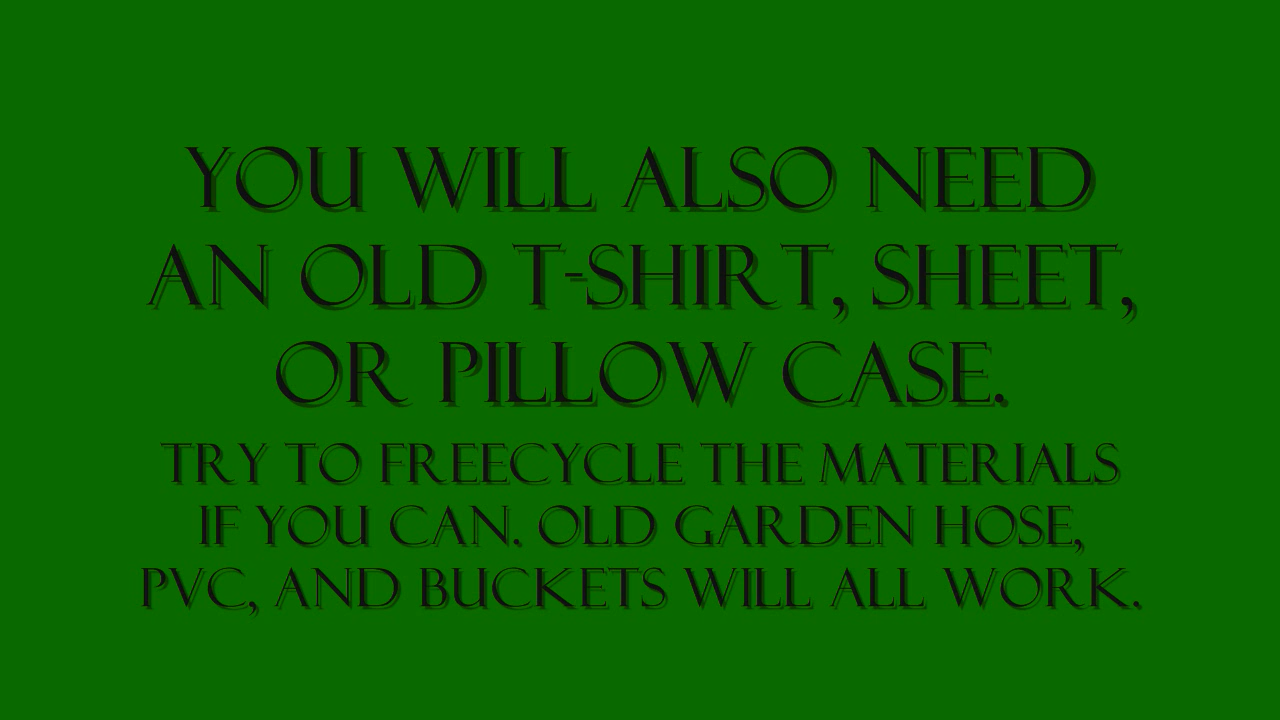 YOU WILL ALSO NEED
AN OLD T-SHIRT, SHEET,
OR PILLOW CASE.
TRY TO FREECYCLE THE MATERIALS
IF YOU CAN. OLD GARDEN HOSE,
PVC, AND BUCKETS WILL ALL WORK.